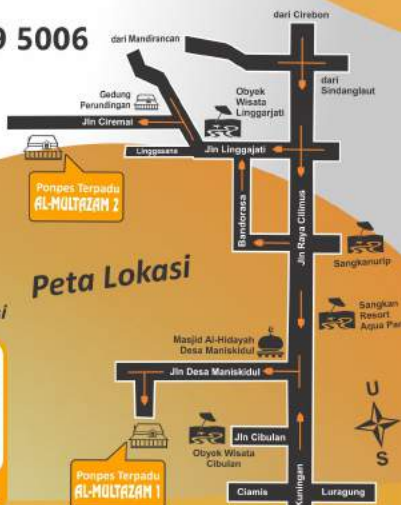 9 5006
dari Cirebon
dari Mandirancan
dari
Sindanglaut
Gedung
Perundingan
Obyek
Wisata
Linggarjati
Jln Ciremai
Linggasana
Jln Linggajati
Ponpes Terpadu
AL-MULTAZAM 2
Bandorasa
Jln Raya Cilimus
Sangkanurip
Peta Lokasi
Sangkan
Resort
Aqua Par
Masjid Al-Hidayah
Desa Maniskidul
Jln Desa Maniskidul
U
S
Jln Cibulan
Obyek Wisata
Cibulan
Ponpes Terpadu
AL-MULTAZAM 1
Kuningan
Ciamis
Luragung